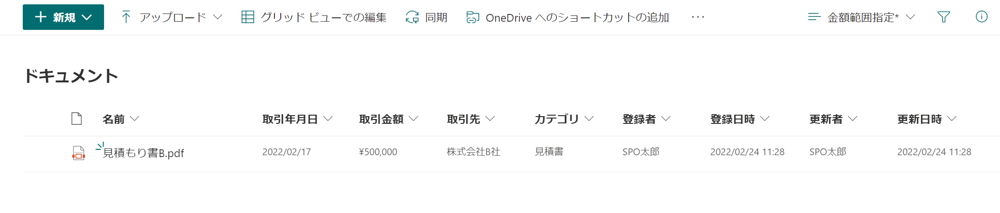 新規 アップロード グリッド ビューでの編集 同期 OneDrive へのショートカットの追加 ··· 金額範囲指定*
ドキュメント
名前 取引年月日 取引金額 取引先 カテゴリ 登録者 登録日時 更新者 更新日時
見積もり書B.pdf 2022/02/17 ¥500,000 株式会社B社 見積書 SPO太郎 2022/02/24 11:28 SPO太郎 2022/02/24 11:28